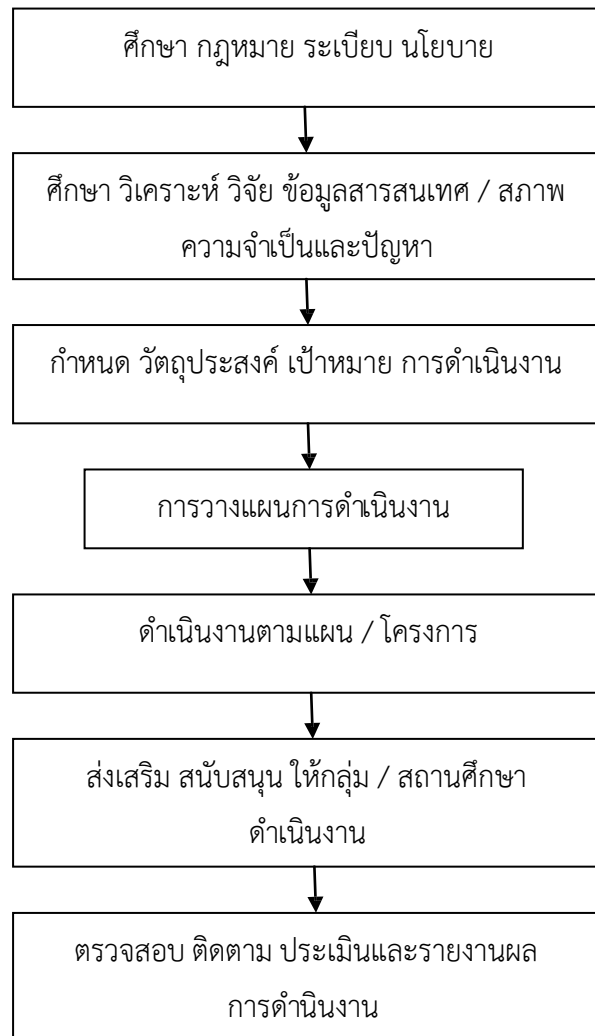 ศึกษา กฎหมาย ระเบียบ นโยบาย
ศึกษา วิเคราะห์ วิจัย ข้อมูลสารสนเทศ / สภาพ
ความจำเป็นและปัญหา
กำหนด วัตถุประสงค์ เป้าหมาย การดำเนินงาน
การวางแผนการดำเนินงาน
ดำเนินงานตามแผน / โครงการ
ส่งเสริม สนับสนุน ให้กลุ่ม / สถานศึกษา
ดำเนินงาน
ตรวจสอบ ติดตาม ประเมินและรายงานผล
การดำนินงาน